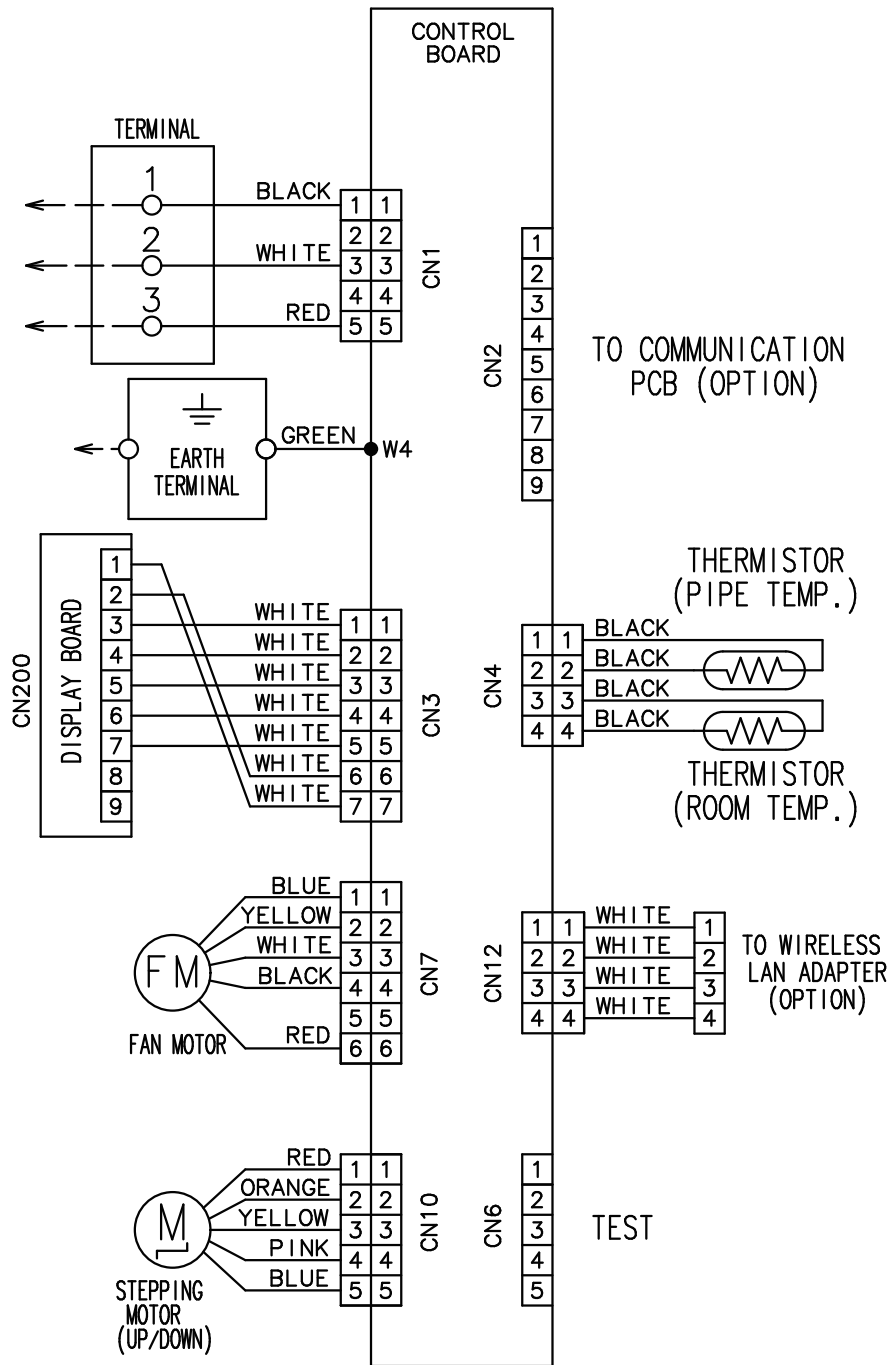 CONTROL
BOARD
TERMINAL
1
BLACK
1 1
2 2
2
WHITE
3 3
4 4
3
RED
5 5
CN1
EARTH
TERMINAL
GREEN
W4
CN200
DISPLAY BOARD
1
2
3
4
5
6
7
8
9
WHITE
1 1
WHITE
2 2
WHITE
3 3
WHITE
4 4
WHITE
5 5
WHITE
6 6
WHITE
7 7
CN3
FM
FAN MOTOR
BLUE
1 1
YELLOW
2 2
WHITE
3 3
BLACK
4 4
5 5
RED
6 6
CN7
M
STEPPING
MOTOR
(UP/DOWN)
RED
1 1
ORANGE
2 2
YELLOW
3 3
PINK
4 4
BLUE
5 5
CN10
CN2
1
2
3
4
5
6
7
8
9
TO COMMUNICATION
PCB (OPTION)
THERMISTOR
(PIPE TEMP.)
CN4
1 1 BLACK
2 2 BLACK
3 3 BLACK
4 4 BLACK
THERMISTOR
(ROOM TEMP.)
CN12
1 1 WHITE 1
2 2 WHITE 2
3 3 WHITE 3
4 4 WHITE 4
TO WIRELESS
LAN ADAPTER
(OPTION)
CN6
1
2
3
4
5
TEST